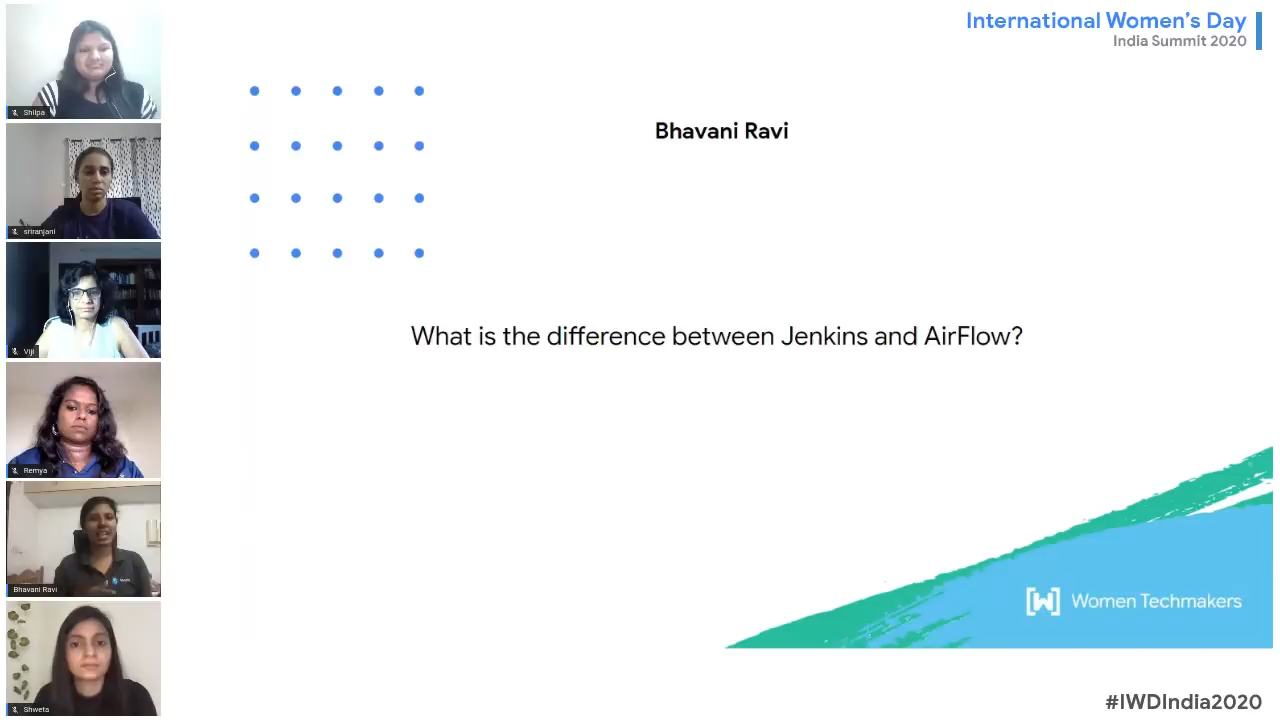 International Women's Day
India Summit 2020
Bhavani Ravi
What is the difference between Jenkins and AirFlow?
Shilpa
sriranjani
Viji
Remya
Bhavani Ravi
Shweta
[W] Women Techmakers
#IWDIndia2020